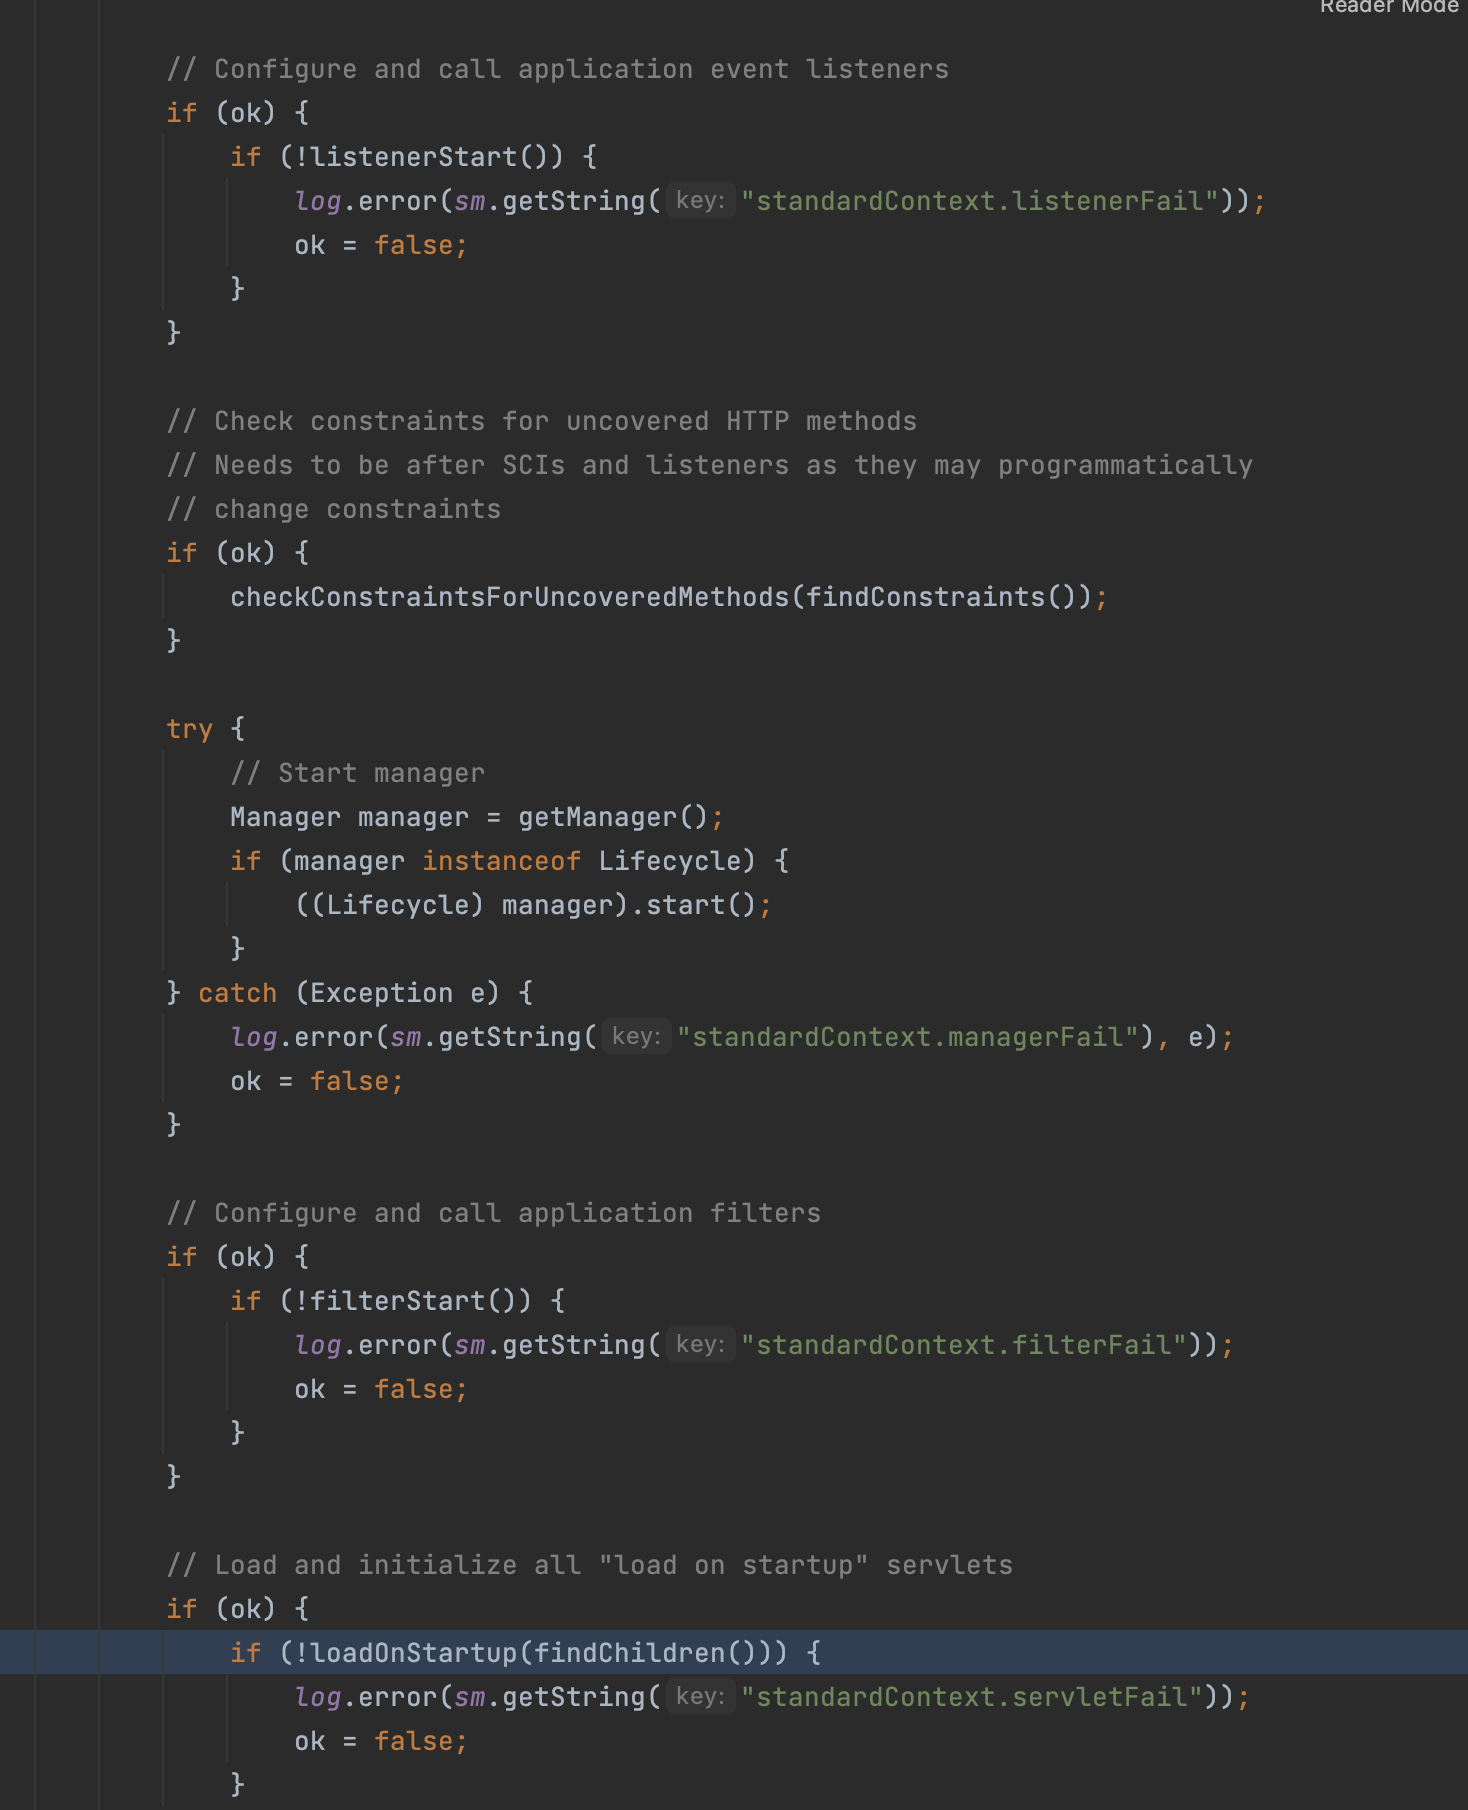 Reader Mode
// Configure and call application event listeners
if (ok) {
    if (!listenerStart()) {
        log.error(sm.getString( key: "standardContext.listenerFail"));
        ok = false;
    }
}

// Check constraints for uncovered HTTP methods
// Needs to be after SCIs and listeners as they may programmatically
// change constraints
if (ok) {
    checkConstraintsForUncoveredMethods(findConstraints());
}

try {
    // Start manager
    Manager manager = getManager();
    if (manager instanceof Lifecycle) {
        ((Lifecycle) manager).start();
    }
} catch (Exception e) {
    log.error(sm.getString( key: "standardContext.managerFail"), e);
    ok = false;
}

// Configure and call application filters
if (ok) {
    if (!filterStart()) {
        log.error(sm.getString( key: "standardContext.filterFail"));
        ok = false;
    }
}

// Load and initialize all "load on startup" servlets
if (ok) {
    if (!loadOnStartup(findChildren())) {
        log.error(sm.getString( key: "standardContext.servletFail"));
        ok = false;
    }